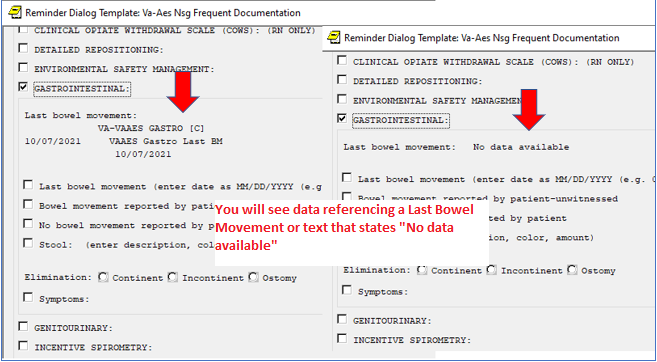 Reminder Dialog Template: Va-Aes Nsg Frequent Documentation
CLINICAL OPIATE WITHDRAWAL SCALE (COWS): (RN ONLY)
DETAILED REPOSITIONING:
ENVIRONMENTAL SAFETY MANAGEMENT:
GASTROINTESTINAL:
Last bowel movement:
VA-VAAES GASTRO [C]
10/07/2021 VAAES Gastro Last BM
10/07/2021
Last bowel movement (enter date as MM/DD/YYYY (e.g
Bowel movement reported by
No bowel movement reported by
Stool: (enter description,
Elimination: Continent Incontinent Ostomy
Symptoms:
GENITOURINARY:
INCENTIVE SPIROMETRY:
Reminder Dialog Template: Va-Aes Nsg Frequent Documentation
CLINICAL OPIATE WITHDRAWAL SCALE (COWS): (RN ONLY)
DETAILED REPOSITIONING:
ENVIRONMENTAL SAFETY
GASTROINTESTINAL:
Last bowel movement: No data available
Last bowel movement (enter date as MM/DD/YYYY (e.g.
Bowel movement reported by patient-unwitnessed
by patient
color, amount)
Elimination: Continent Incontinent Ostomy
Symptoms:
GENITOURINARY:
INCENTIVE SPIROMETRY:
You will see data referencing a Last Bowel
Movement or text that states "No data
available"